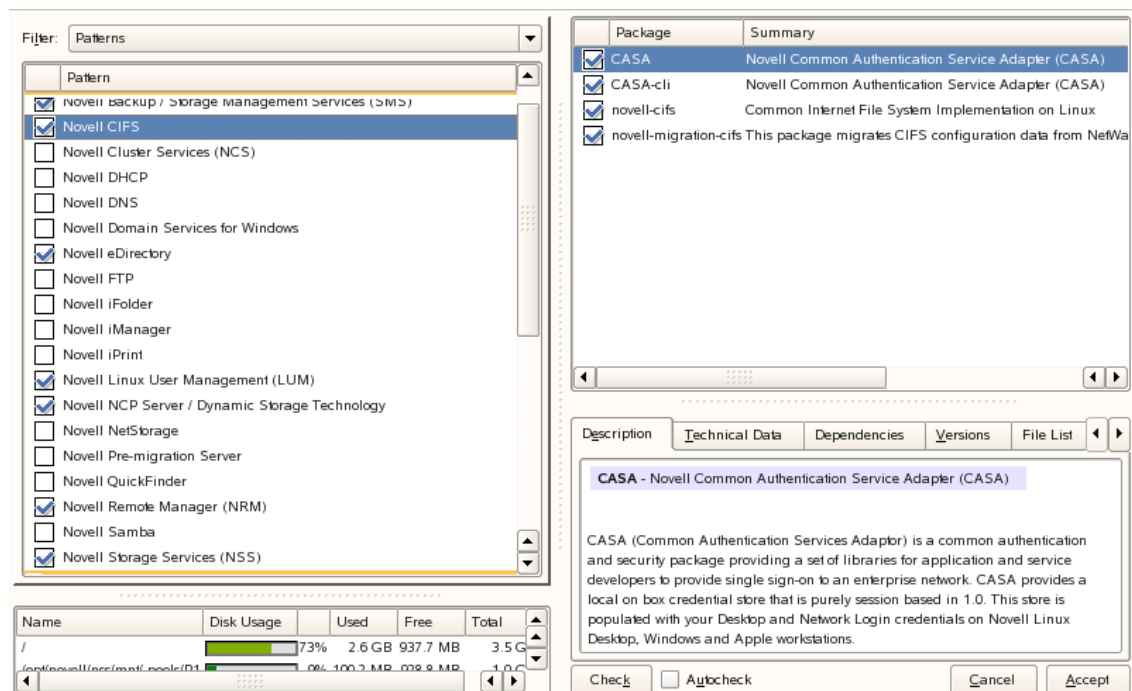 Filter: Patterns
Pattern
Novell Backup / Storage Management Services (SMS)
Novell CIFS
Novell Cluster Services (NCS)
Novell DHCP
Novell DNS
Novell Domain Services for Windows
Novell eDirectory
Novell FTP
Novell iFolder
Novell iManager
Novell iPrint
Novell Linux User Management (LUM)
Novell NCP Server / Dynamic Storage Technology
Novell NetStorage
Novell Pre-migration Server
Novell QuickFinder
Novell Remote Manager (NRM)
Novell Samba
Novell Storage Services (NSS)
Name Disk Usage Used Free Total
/ 73% 2.6 GB 937.7 MB 3.5 G
/opt/novell/nss/mnt/.pools/P1 0% 100.2 MB 928.8 MB 1.0 G
Package Summary
CASA Novell Common Authentication Service Adapter (CASA)
CASA-cli Novell Common Authentication Service Adapter (CASA)
novell-cifs Common Internet File System Implementation on Linux
novell-migration-cifs This package migrates CIFS configuration data from NetWa
Description Technical Data Dependencies Versions File List
CASA - Novell Common Authentication Service Adapter (CASA)
CASA (Common Authentication Services Adaptor) is a common authentication
and security package providing a set of libraries for application and service
developers to provide single sign-on to an enterprise network. CASA provides a
local on box credential store that is purely session based in 1.0. This store is
populated with your Desktop and Network Login credentials on Novell Linux
Desktop, Windows and Apple workstations.
Check Autocheck Cancel Accept